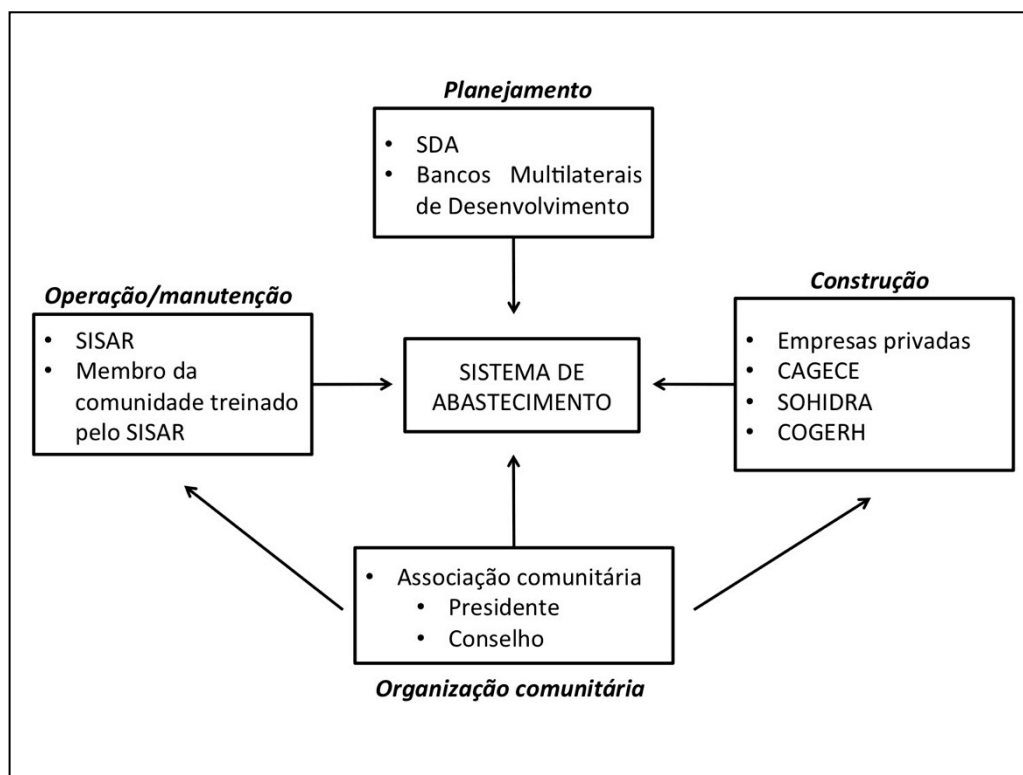 Planejamento
• SDA
• Bancos Multilaterais
de Desenvolvimento
Operação/manutenção
• SISAR
• Membro da
comunidade treinado
pelo SISAR
SISTEMA DE
ABASTECIMENTO
Construção
• Empresas privadas
• CAGECE
• SOHIDRA
• COGERH
• Associação comunitária
• Presidente
• Conselho
Organização comunitária